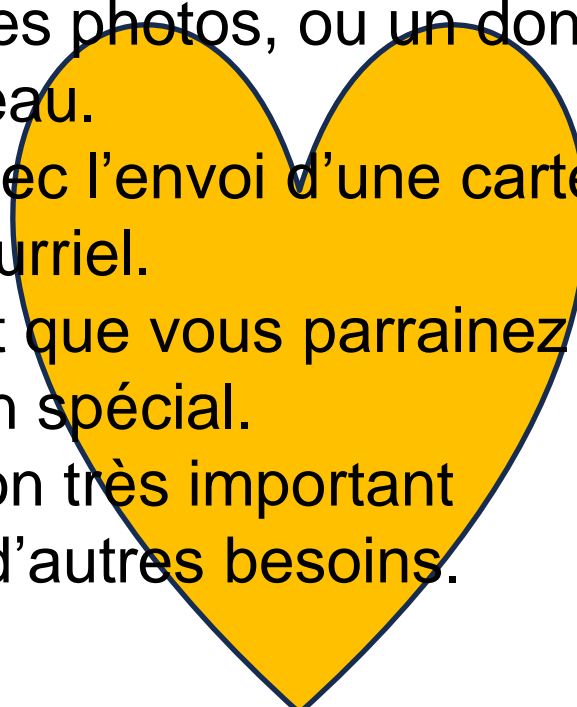 es photos, ou un don
eau.
ec l’envoi d’une carte
urriel.
t que vous parrainez
n spécial.
on très important
d’autres besoins.